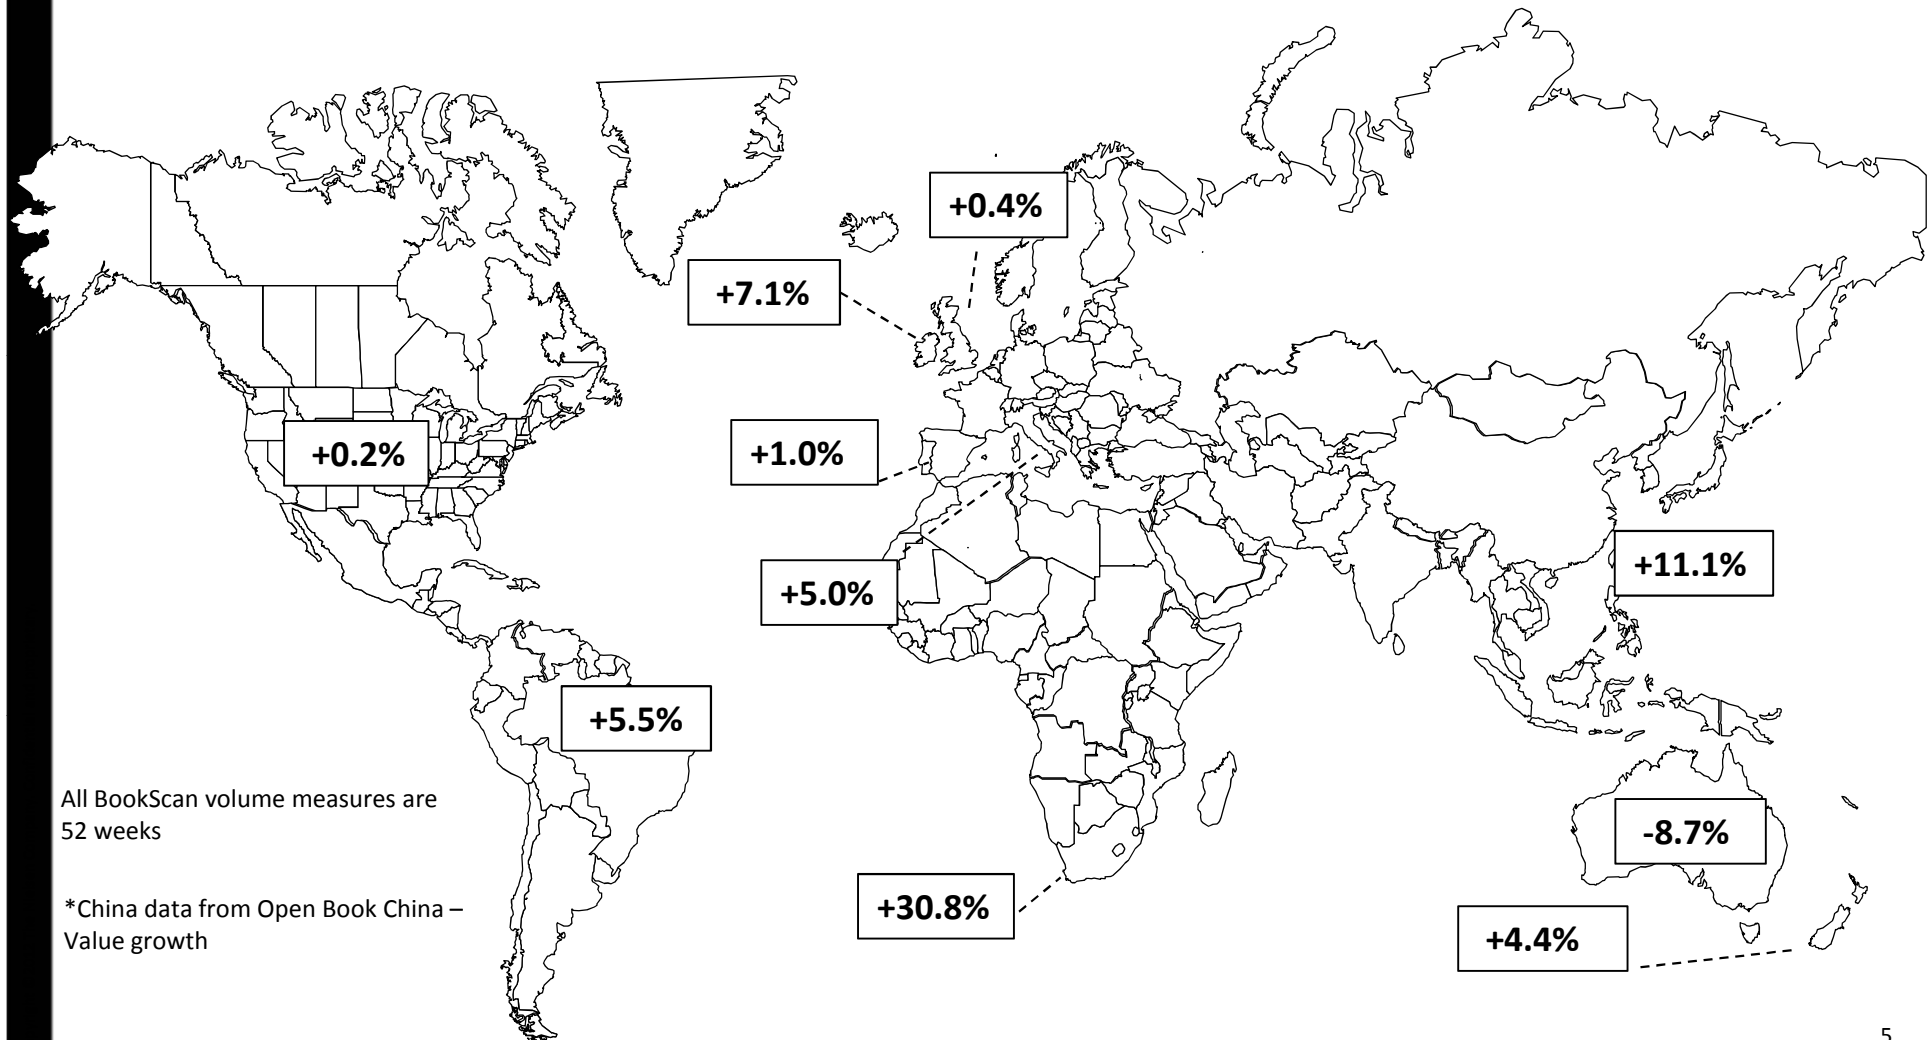 +0.4%
+7.1%
+0.2%
+1.0%
+11.1%
+5.0%
+5.5%
All BookScan volume measures are
52 weeks
-8.7%
*China data from Open Book China –
Value growth
+30.8%
+4.4%
5